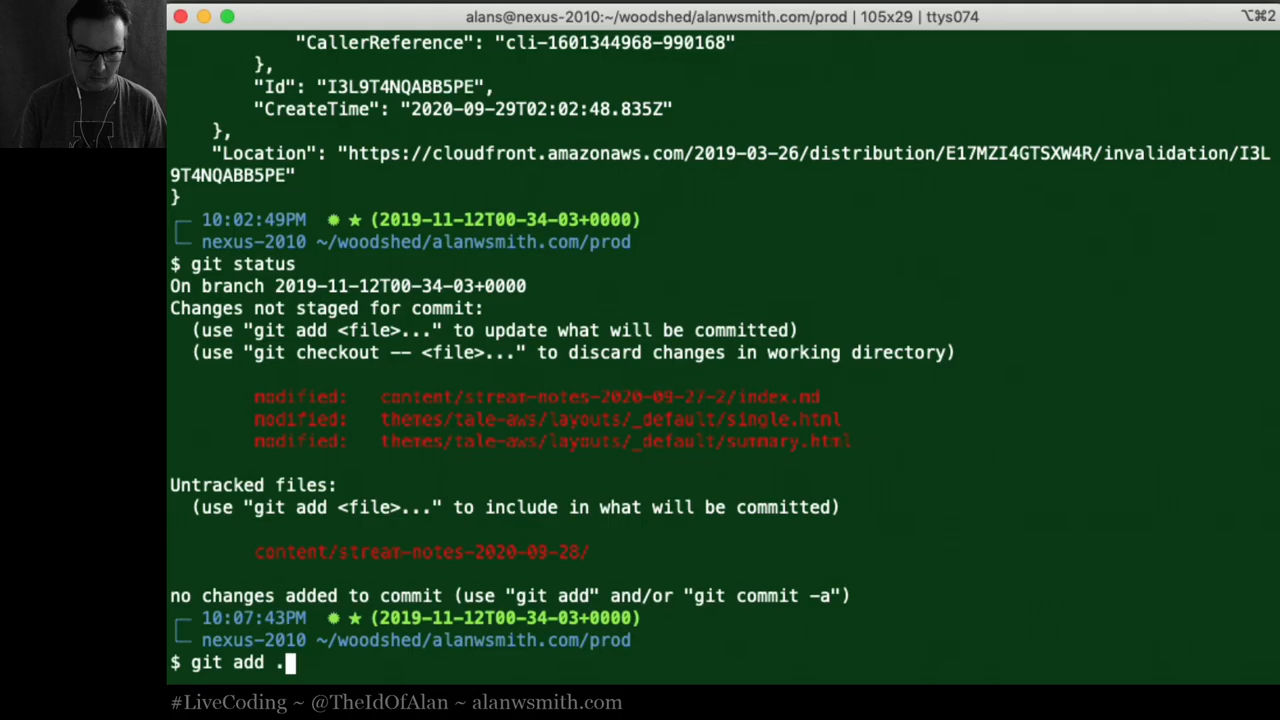 alans@nexus-2010:~/woodshed/alanwsmith.com/prod | 105x29 | ttys074
⌥⌘2
"CallerReference": "cli-1601344968-990168"
},
"Id": "I3L9T4NQABB5PE",
"CreateTime": "2020-09-29T02:02:48.835Z"
},
"Location": "https://cloudfront.amazonaws.com/2019-03-26/distribution/E17MZI4GTSXW4R/invalidation/I3L
9T4NQABB5PE"
}
10:02:49PM ✹ ★ (2019-11-12T00-34-03+0000)
nexus-2010 ~/woodshed/alanwsmith.com/prod
$ git status
On branch 2019-11-12T00-34-03+0000
Changes not staged for commit:
(use "git add <file>..." to update what will be committed)
(use "git checkout -- <file>..." to discard changes in working directory)
modified: content/stream-notes-2020-09-27-2/index.md
modified: themes/tale-aws/layouts/_default/single.html
modified: themes/tale-aws/layouts/_default/summary.html
Untracked files:
(use "git add <file>..." to include in what will be committed)
content/stream-notes-2020-09-28/
no changes added to commit (use "git add" and/or "git commit -a")
10:07:43PM ✹ ★ (2019-11-12T00-34-03+0000)
nexus-2010 ~/woodshed/alanwsmith.com/prod
$ git add .
#LiveCoding ~ @TheIdOfAlan ~ alanwsmith.com